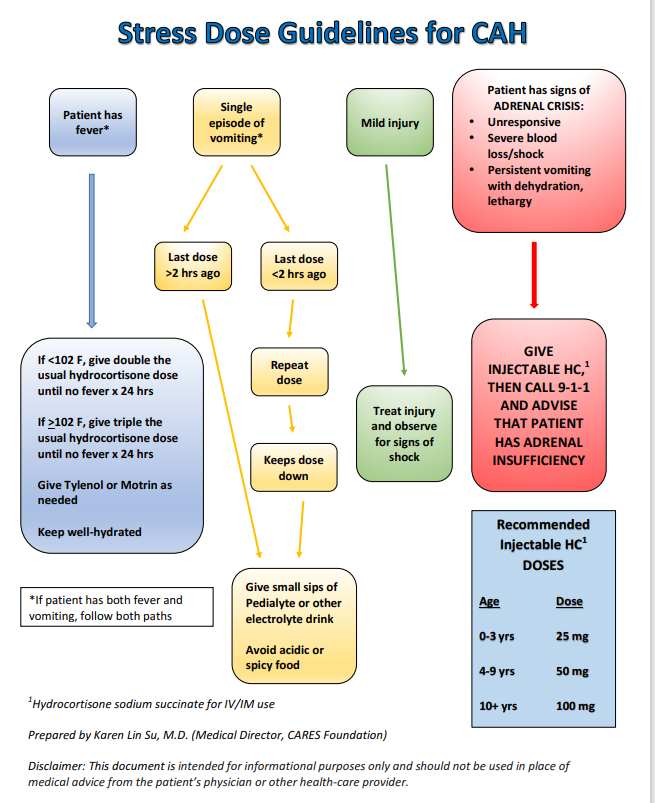 Stress Dose Guidelines for CAH
Patient has
fever*
Single
episode of
vomiting*
Mild injury
Patient has signs of
ADRENAL CRISIS:
• Unresponsive
• Severe blood
loss/shock
• Persistent vomiting
with dehydration,
lethargy
Last dose
>2 hrs ago
Last dose
<2 hrs ago
If <102 F, give double the
usual hydrocortisone dose
until no fever x 24 hrs
If ≥102 F, give triple the
usual hydrocortisone dose
until no fever x 24 hrs
Give Tylenol or Motrin as
needed
Keep well-hydrated
Repeat
dose
Keeps dose
down
Treat injury
and observe
for signs of
shock
GIVE
INJECTABLE HC,¹
THEN CALL 9-1-1
AND ADVISE
THAT PATIENT
HAS ADRENAL
INSUFFICIENCY
Give small sips of
Pedialyte or other
electrolyte drink
Avoid acidic or
spicy food
Recommended
Injectable HC¹
DOSES
Age Dose
0-3 yrs 25 mg
4-9 yrs 50 mg
10+ yrs 100 mg
*If patient has both fever and
vomiting, follow both paths
¹Hydrocortisone sodium succinate for IV/IM use
Prepared by Karen Lin Su, M.D. (Medical Director, CARES Foundation)
Disclaimer: This document is intended for informational purposes only and should not be used in place of
medical advice from the patient's physician or other health-care provider.